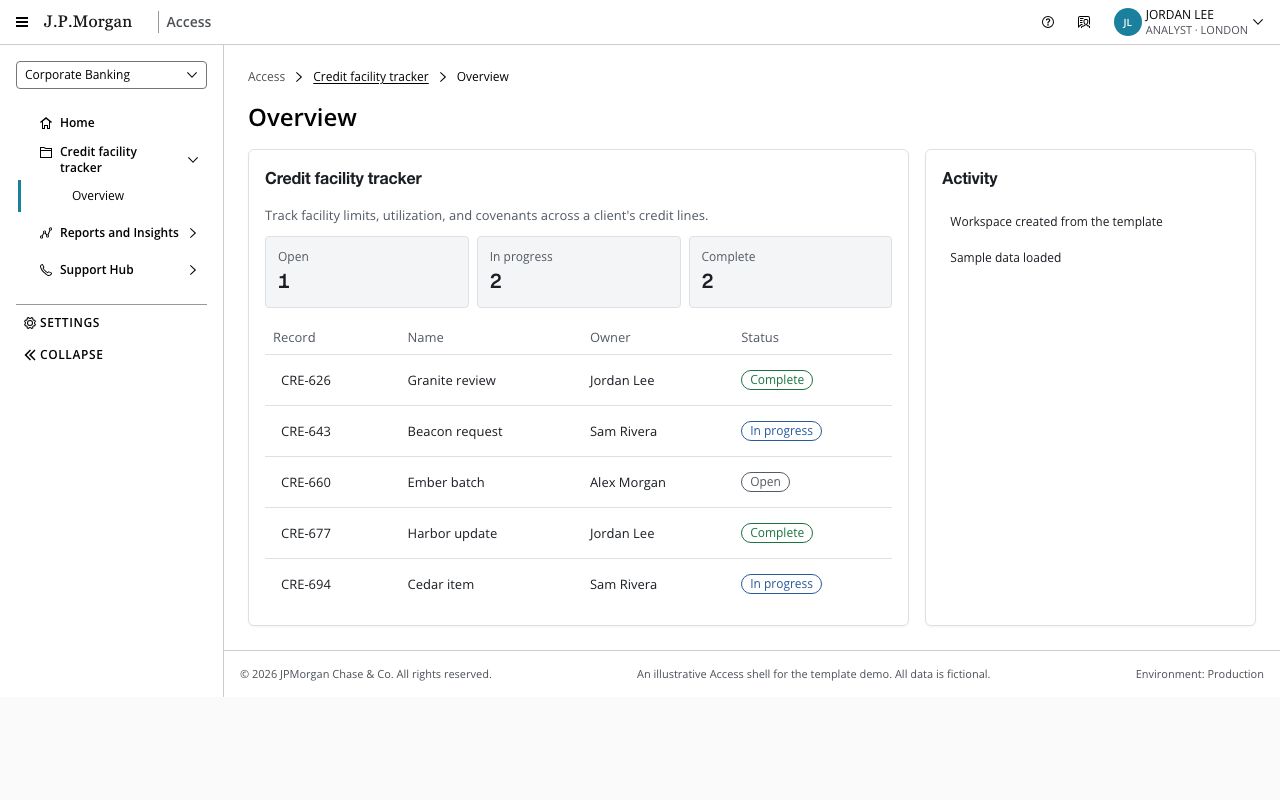 J.P.Morgan
Access
JL
JORDAN LEE
ANALYST · LONDON
Corporate Banking
Home
Credit facility
tracker
Overview
Reports and Insights
Support Hub
SETTINGS
COLLAPSE
Access
Credit facility tracker
Overview
Overview
Credit facility tracker
Track facility limits, utilization, and covenants across a client's credit lines.
Open
1
In progress
2
Complete
2
Record Name Owner Status
CRE-626 Granite review Jordan Lee Complete
CRE-643 Beacon request Sam Rivera In progress
CRE-660 Ember batch Alex Morgan Open
CRE-677 Harbor update Jordan Lee Complete
CRE-694 Cedar item Sam Rivera In progress
Activity
Workspace created from the template
Sample data loaded
© 2026 JPMorgan Chase & Co. All rights reserved.
An illustrative Access shell for the template demo. All data is fictional.
Environment: Production